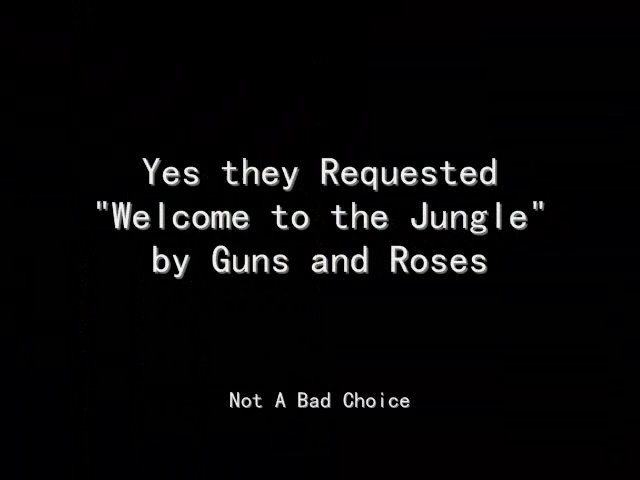 Yes they Requested
"Welcome to the Jungle"
by Guns and Roses
Not A Bad Choice